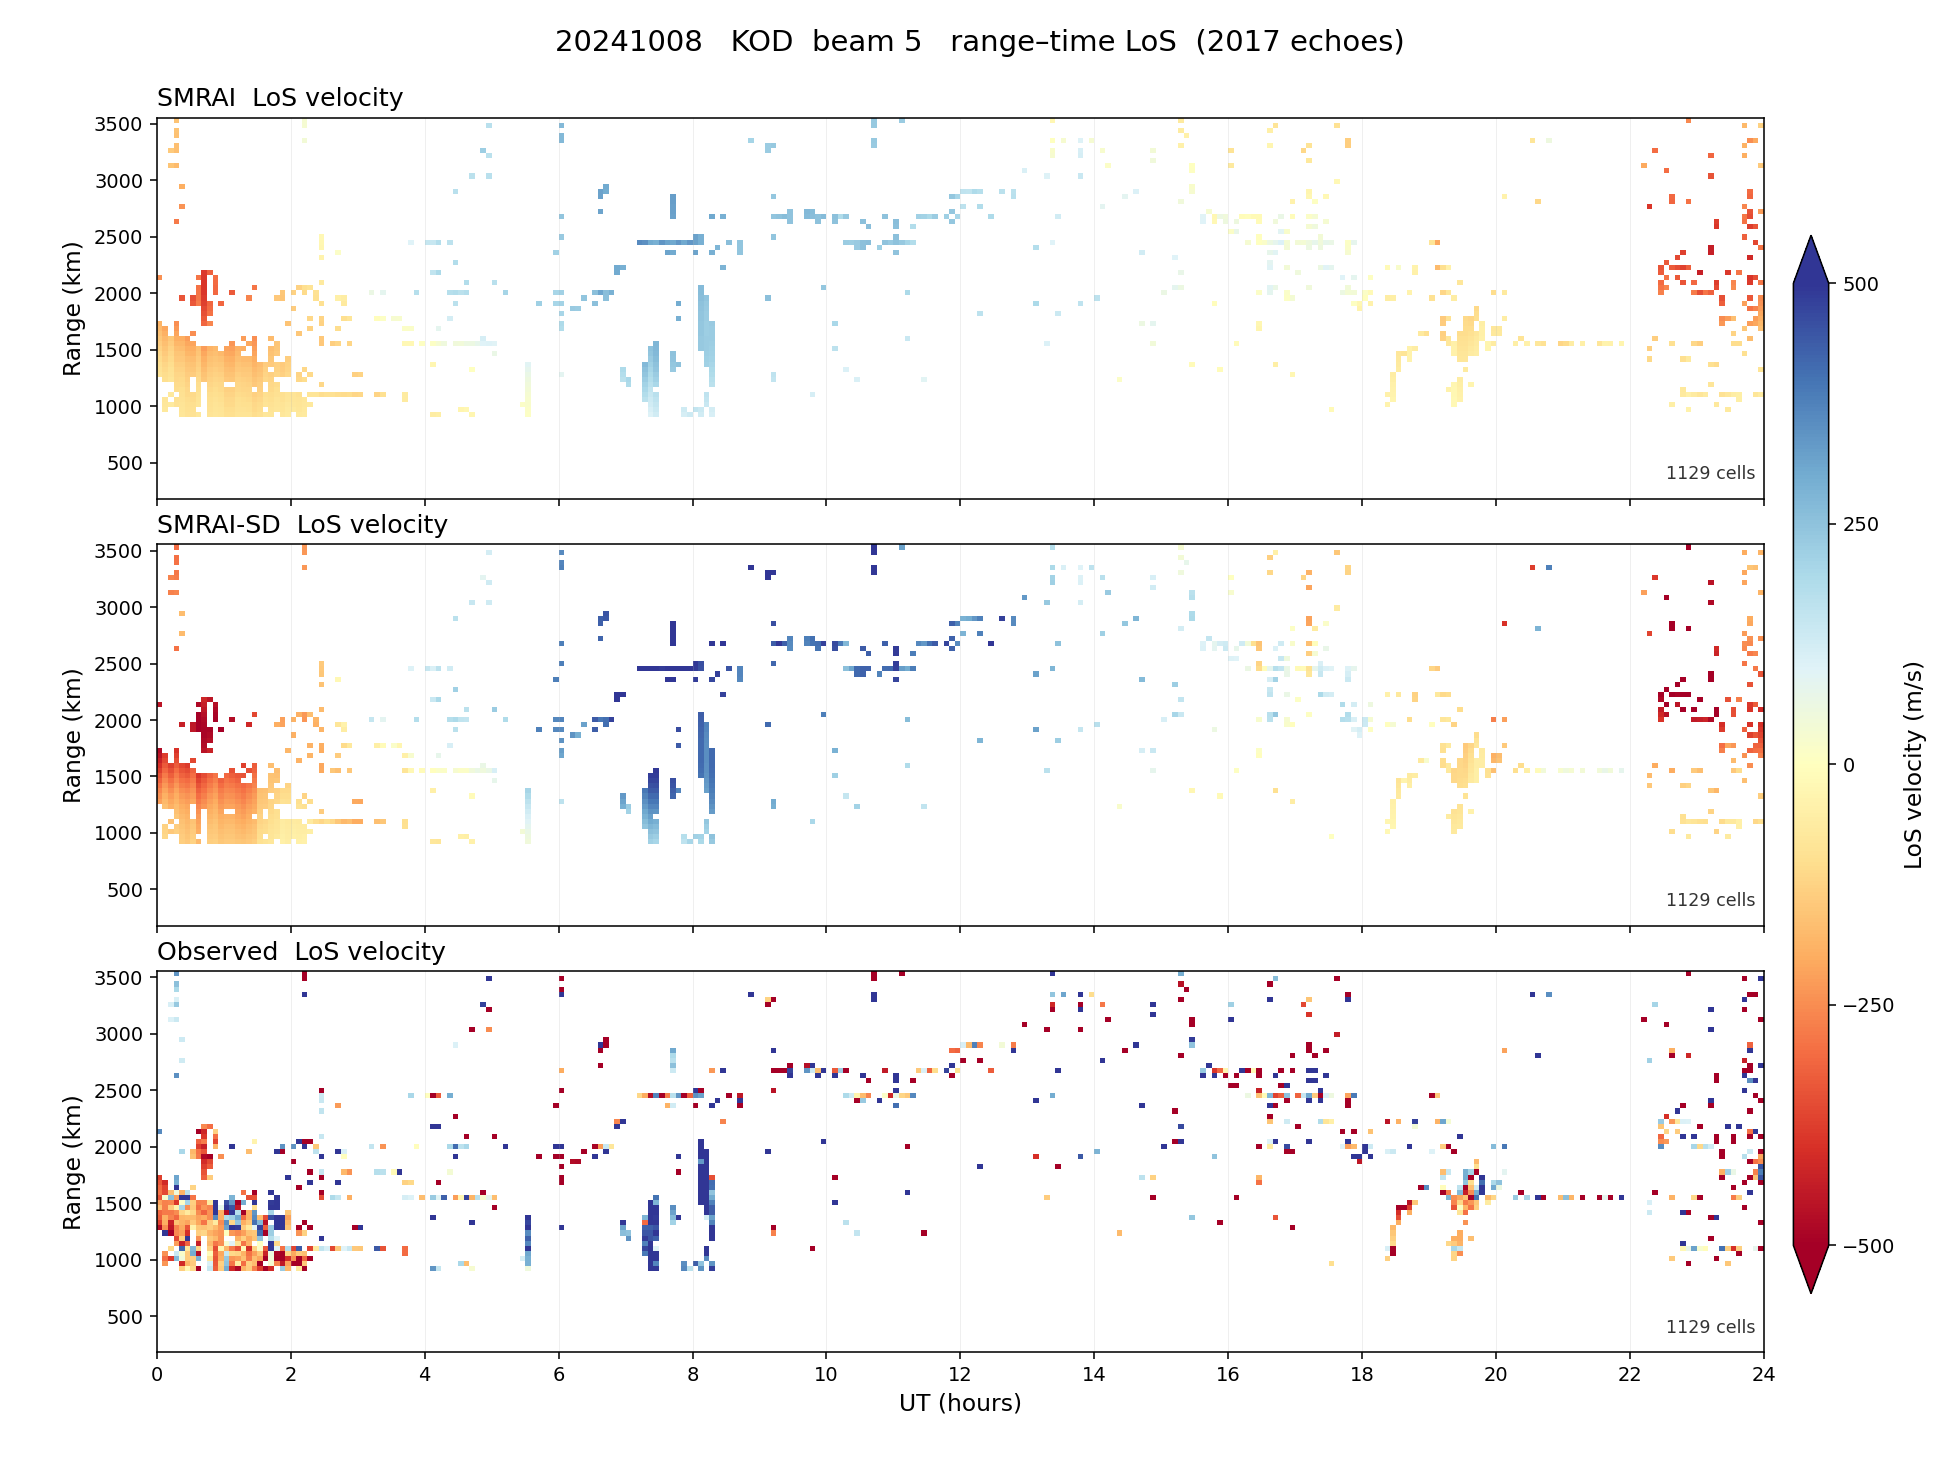 20241008   KOD  beam 5   range–time LoS  (2017 echoes)
SMRAI  LoS velocity
3500
3000
2500
2000
1500
1000
500
Range (km)
1129 cells
SMRAI-SD  LoS velocity
3500
3000
2500
2000
1500
1000
500
Range (km)
1129 cells
Observed  LoS velocity
3500
3000
2500
2000
1500
1000
500
Range (km)
1129 cells
0 2 4 6 8 10 12 14 16 18 20 22 24
UT (hours)
500
250
0
−250
−500
LoS velocity (m/s)